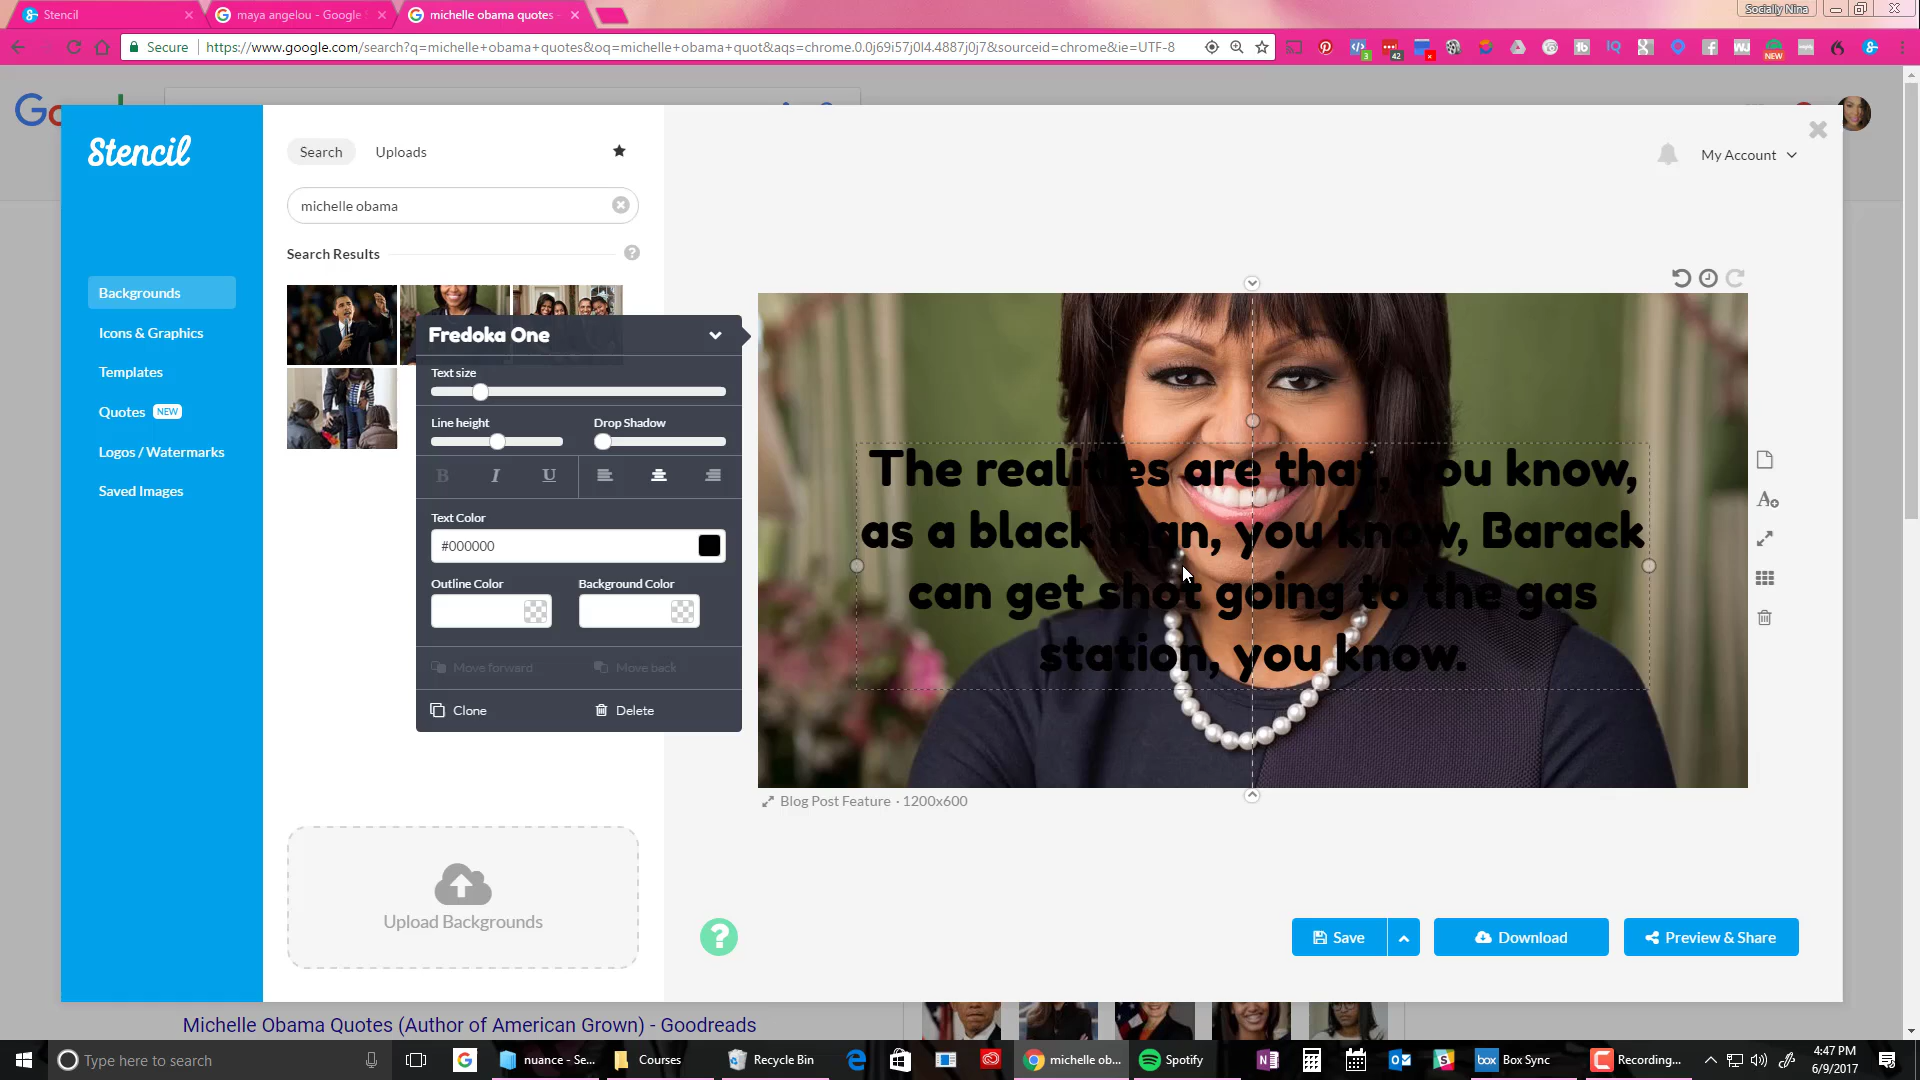 Stencil
maya angelou - Google
michelle obama quotes -
Socially Nina
Secure
https://www.google.com/search?q=michelle+obama+quotes&oq=michelle+obama+quot&aqs=chrome.0.0j69i57j0l4.4887j0j7&sourceid=chrome&ie=UTF-8
3
42
NEW
Stencil
Search
Uploads
My Account
michelle obama
Search Results
Backgrounds
Icons & Graphics
Templates
Quotes NEW
Logos / Watermarks
Saved Images
Fredoka One
Text size
Line height
Drop Shadow
B I U
Text Color
#000000
Outline Color
Background Color
Move forward
Move back
Clone
Delete
The realities are that, you know,
as a black man, you know, Barack
can get shot going to the gas
station, you know.
Blog Post Feature · 1200x600
Upload Backgrounds
?
Save
Download
Preview & Share
Michelle Obama Quotes (Author of American Grown) - Goodreads
Type here to search
nuance - Se...
Courses
Recycle Bin
michelle ob...
Spotify
Box Sync
Recording...
4:47 PM
6/9/2017